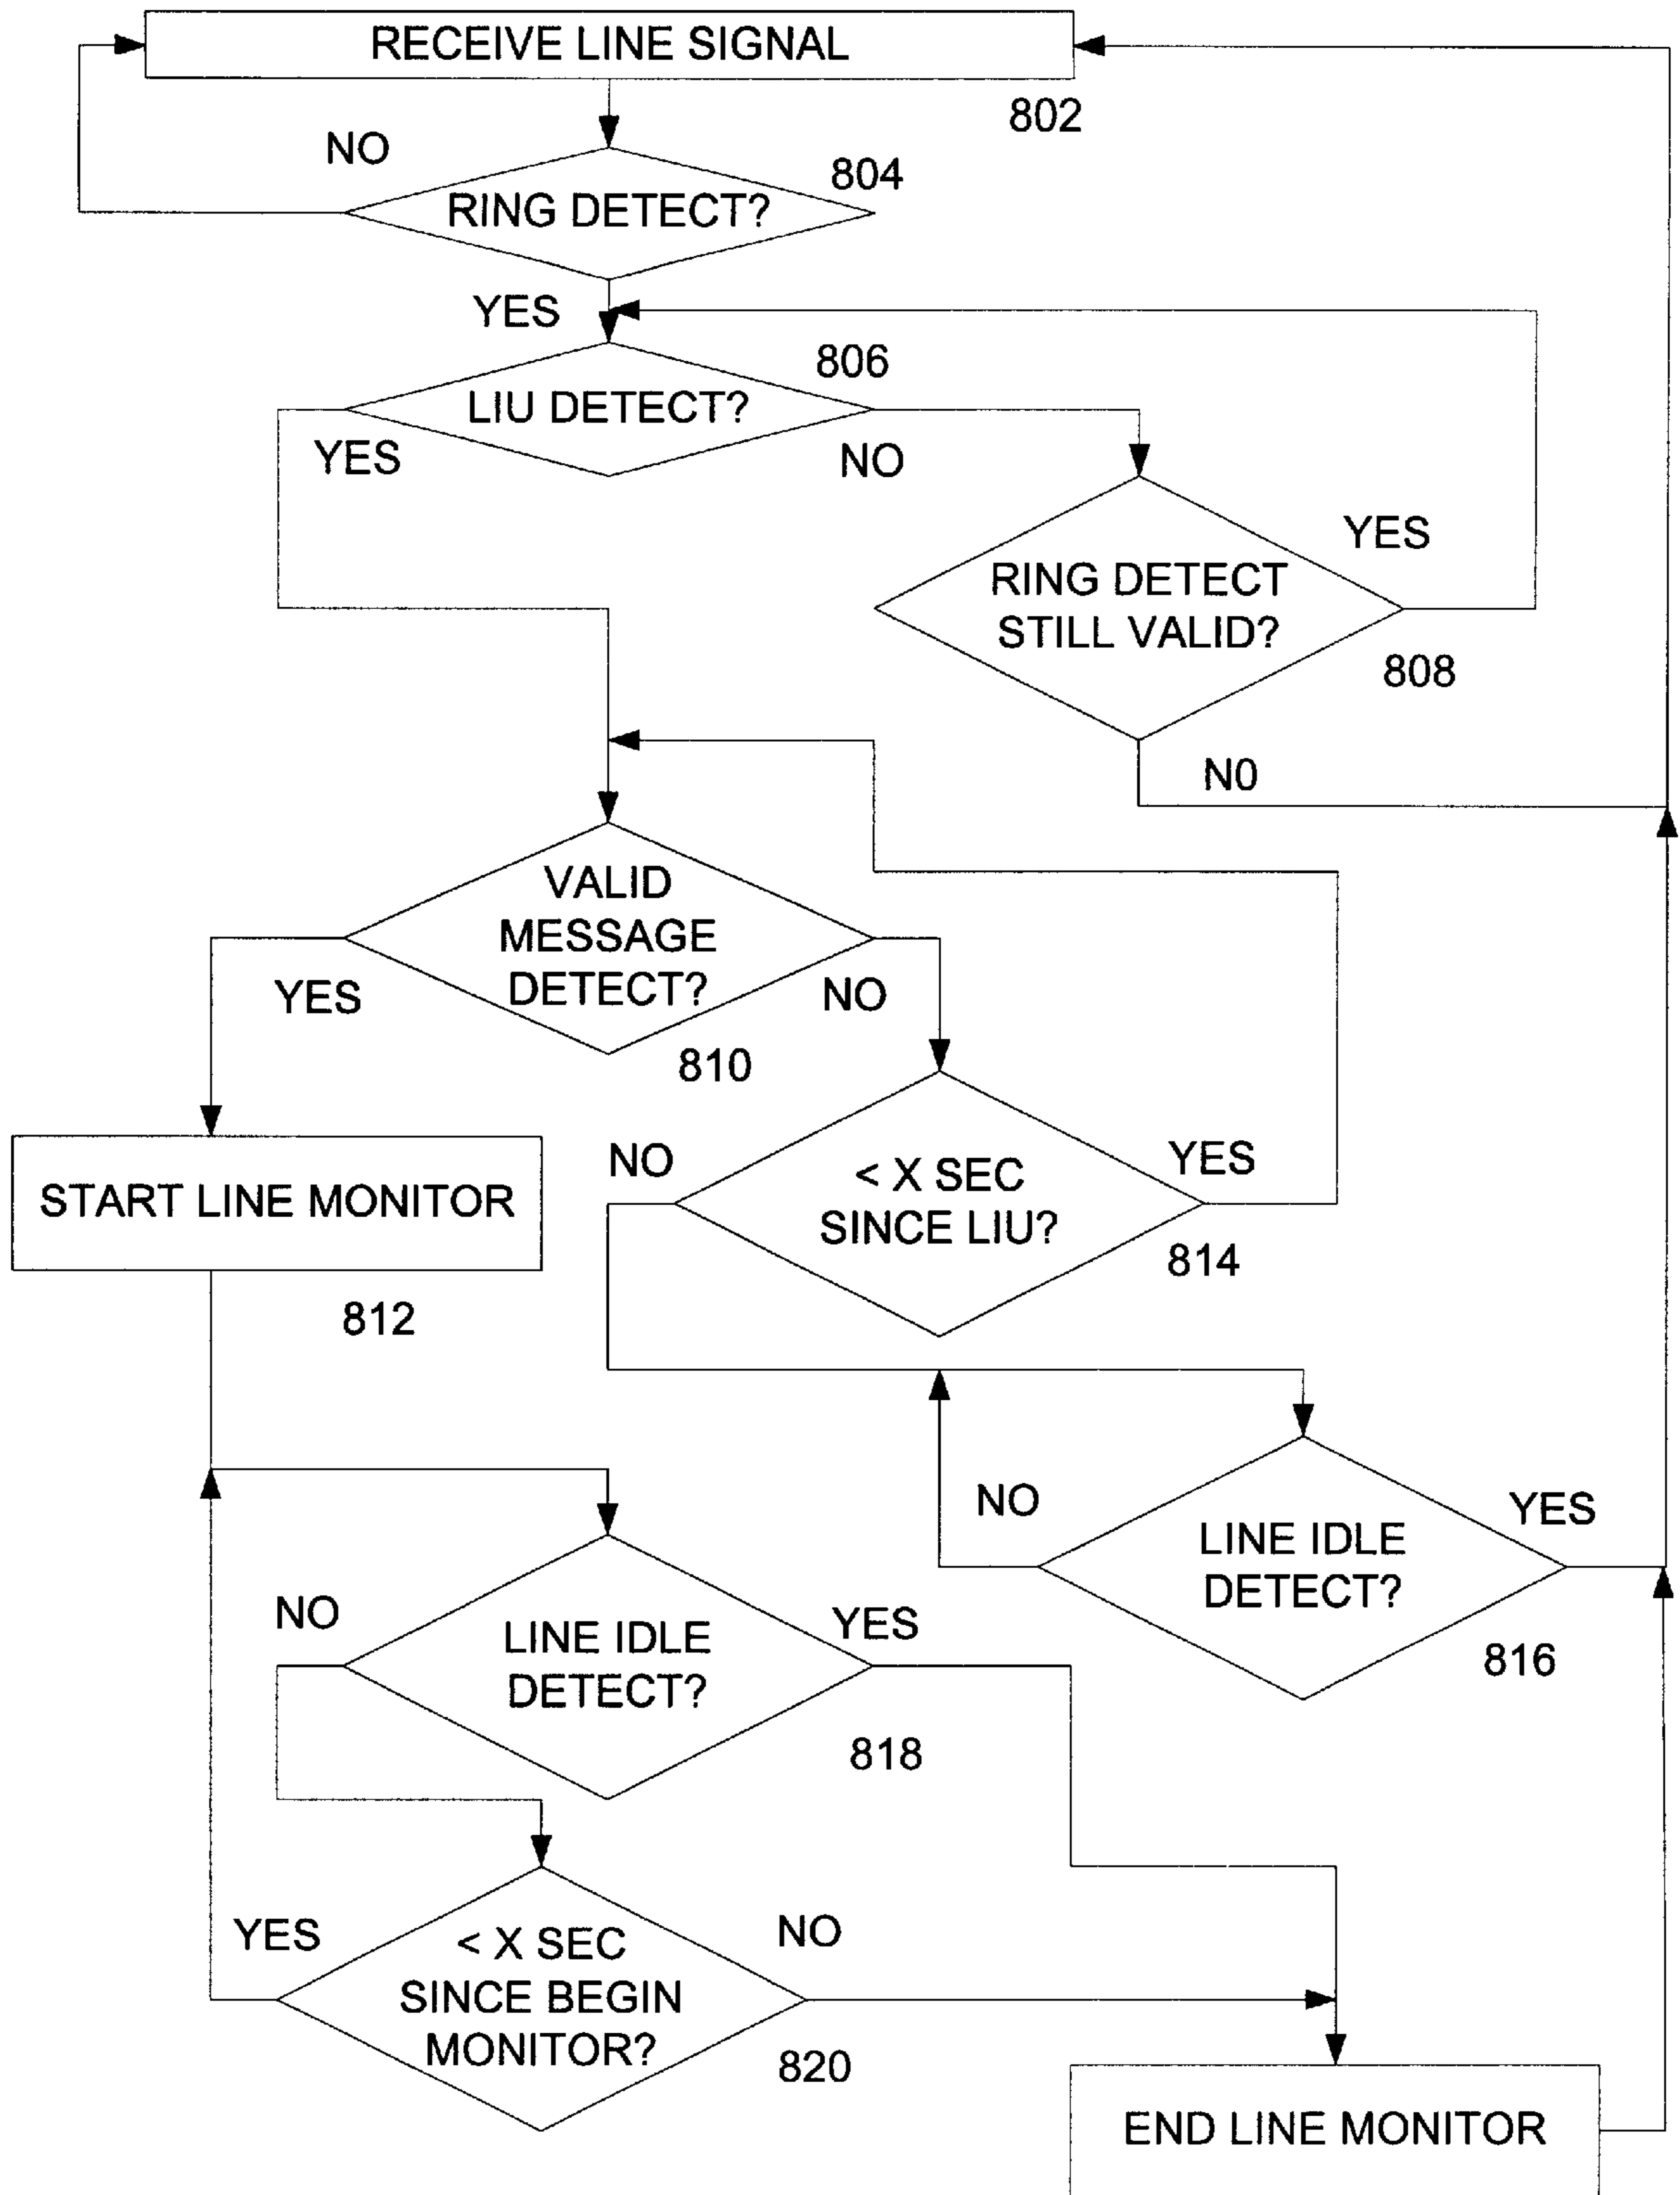 RECEIVE LINE SIGNAL
802
NO
804
RING DETECT?
YES
806
LIU DETECT?
YES
NO
YES
RING DETECT
STILL VALID?
808
N0
VALID
MESSAGE
DETECT?
YES
NO
810
NO
YES
< X SEC
SINCE LIU?
814
START LINE MONITOR
812
NO
YES
LINE IDLE
DETECT?
816
NO
YES
LINE IDLE
DETECT?
818
YES
NO
< X SEC
SINCE BEGIN
MONITOR?
820
END LINE MONITOR